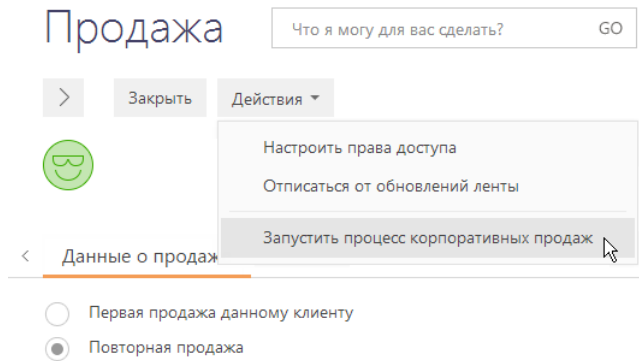 Продажа
Что я могу для вас сделать? GO
Закрыть Действия
Настроить права доступа
Отписаться от обновлений ленты
Запустить процесс корпоративных продаж
Данные о продаж
Первая продажа данному клиенту
Повторная продажа